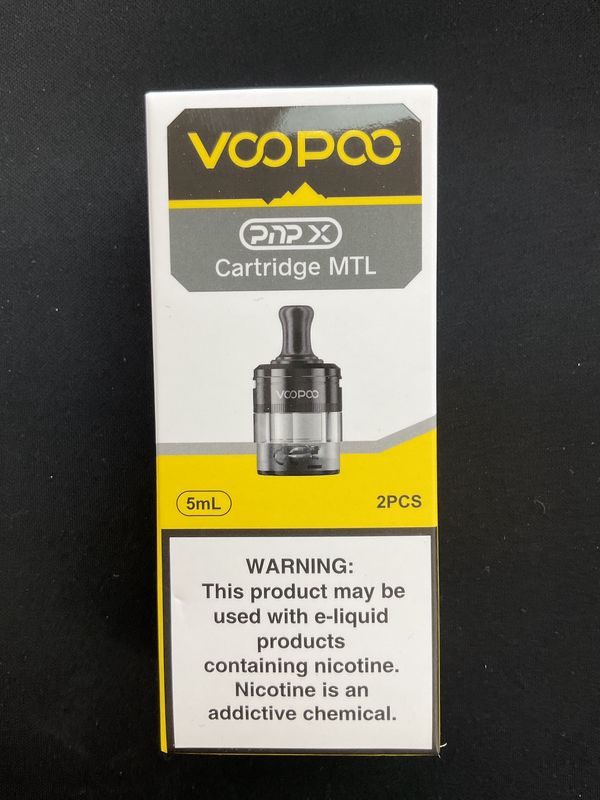 VOOPOO
PnP X
Cartridge MTL
VOOPOO
5mL
2PCS
WARNING:
This product may be
used with e-liquid
products
containing nicotine.
Nicotine is an
addictive chemical.